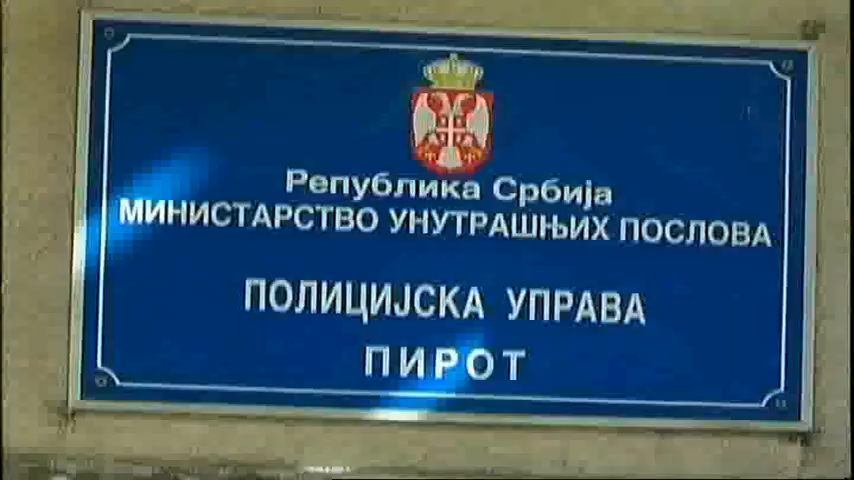 Република Србија
МИНИСТАРСТВО УНУТРАШЊИХ ПОСЛОВА
ПОЛИЦИЈСКА УПРАВА
ПИРОТ